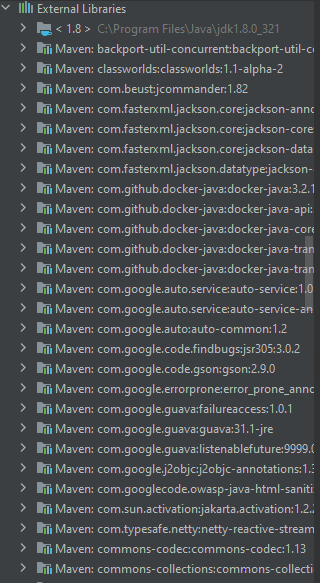 External Libraries
< 1.8 > C:\Program Files\Java\jdk1.8.0_321
Maven: backport-util-concurrent:backport-util-c
Maven: classworlds:classworlds:1.1-alpha-2
Maven: com.beust:jcommander:1.82
Maven: com.fasterxml.jackson.core:jackson-anno
Maven: com.fasterxml.jackson.core:jackson-core:
Maven: com.fasterxml.jackson.core:jackson-data
Maven: com.fasterxml.jackson.datatype:jackson-
Maven: com.github.docker-java:docker-java:3.2.1
Maven: com.github.docker-java:docker-java-api:
Maven: com.github.docker-java:docker-java-core
Maven: com.github.docker-java:docker-java-tran
Maven: com.github.docker-java:docker-java-tran
Maven: com.google.auto.service:auto-service:1.0
Maven: com.google.auto.service:auto-service-an
Maven: com.google.auto:auto-common:1.2
Maven: com.google.code.findbugs:jsr305:3.0.2
Maven: com.google.code.gson:gson:2.9.0
Maven: com.google.errorprone:error_prone_anno
Maven: com.google.guava:failureaccess:1.0.1
Maven: com.google.guava:guava:31.1-jre
Maven: com.google.guava:listenablefuture:9999.0
Maven: com.google.j2objc:j2objc-annotations:1.3
Maven: com.googlecode.owasp-java-html-saniti
Maven: com.sun.activation:jakarta.activation:1.2.2
Maven: com.typesafe.netty:netty-reactive-stream
Maven: commons-codec:commons-codec:1.13
Maven: commons-collections:commons-collecti